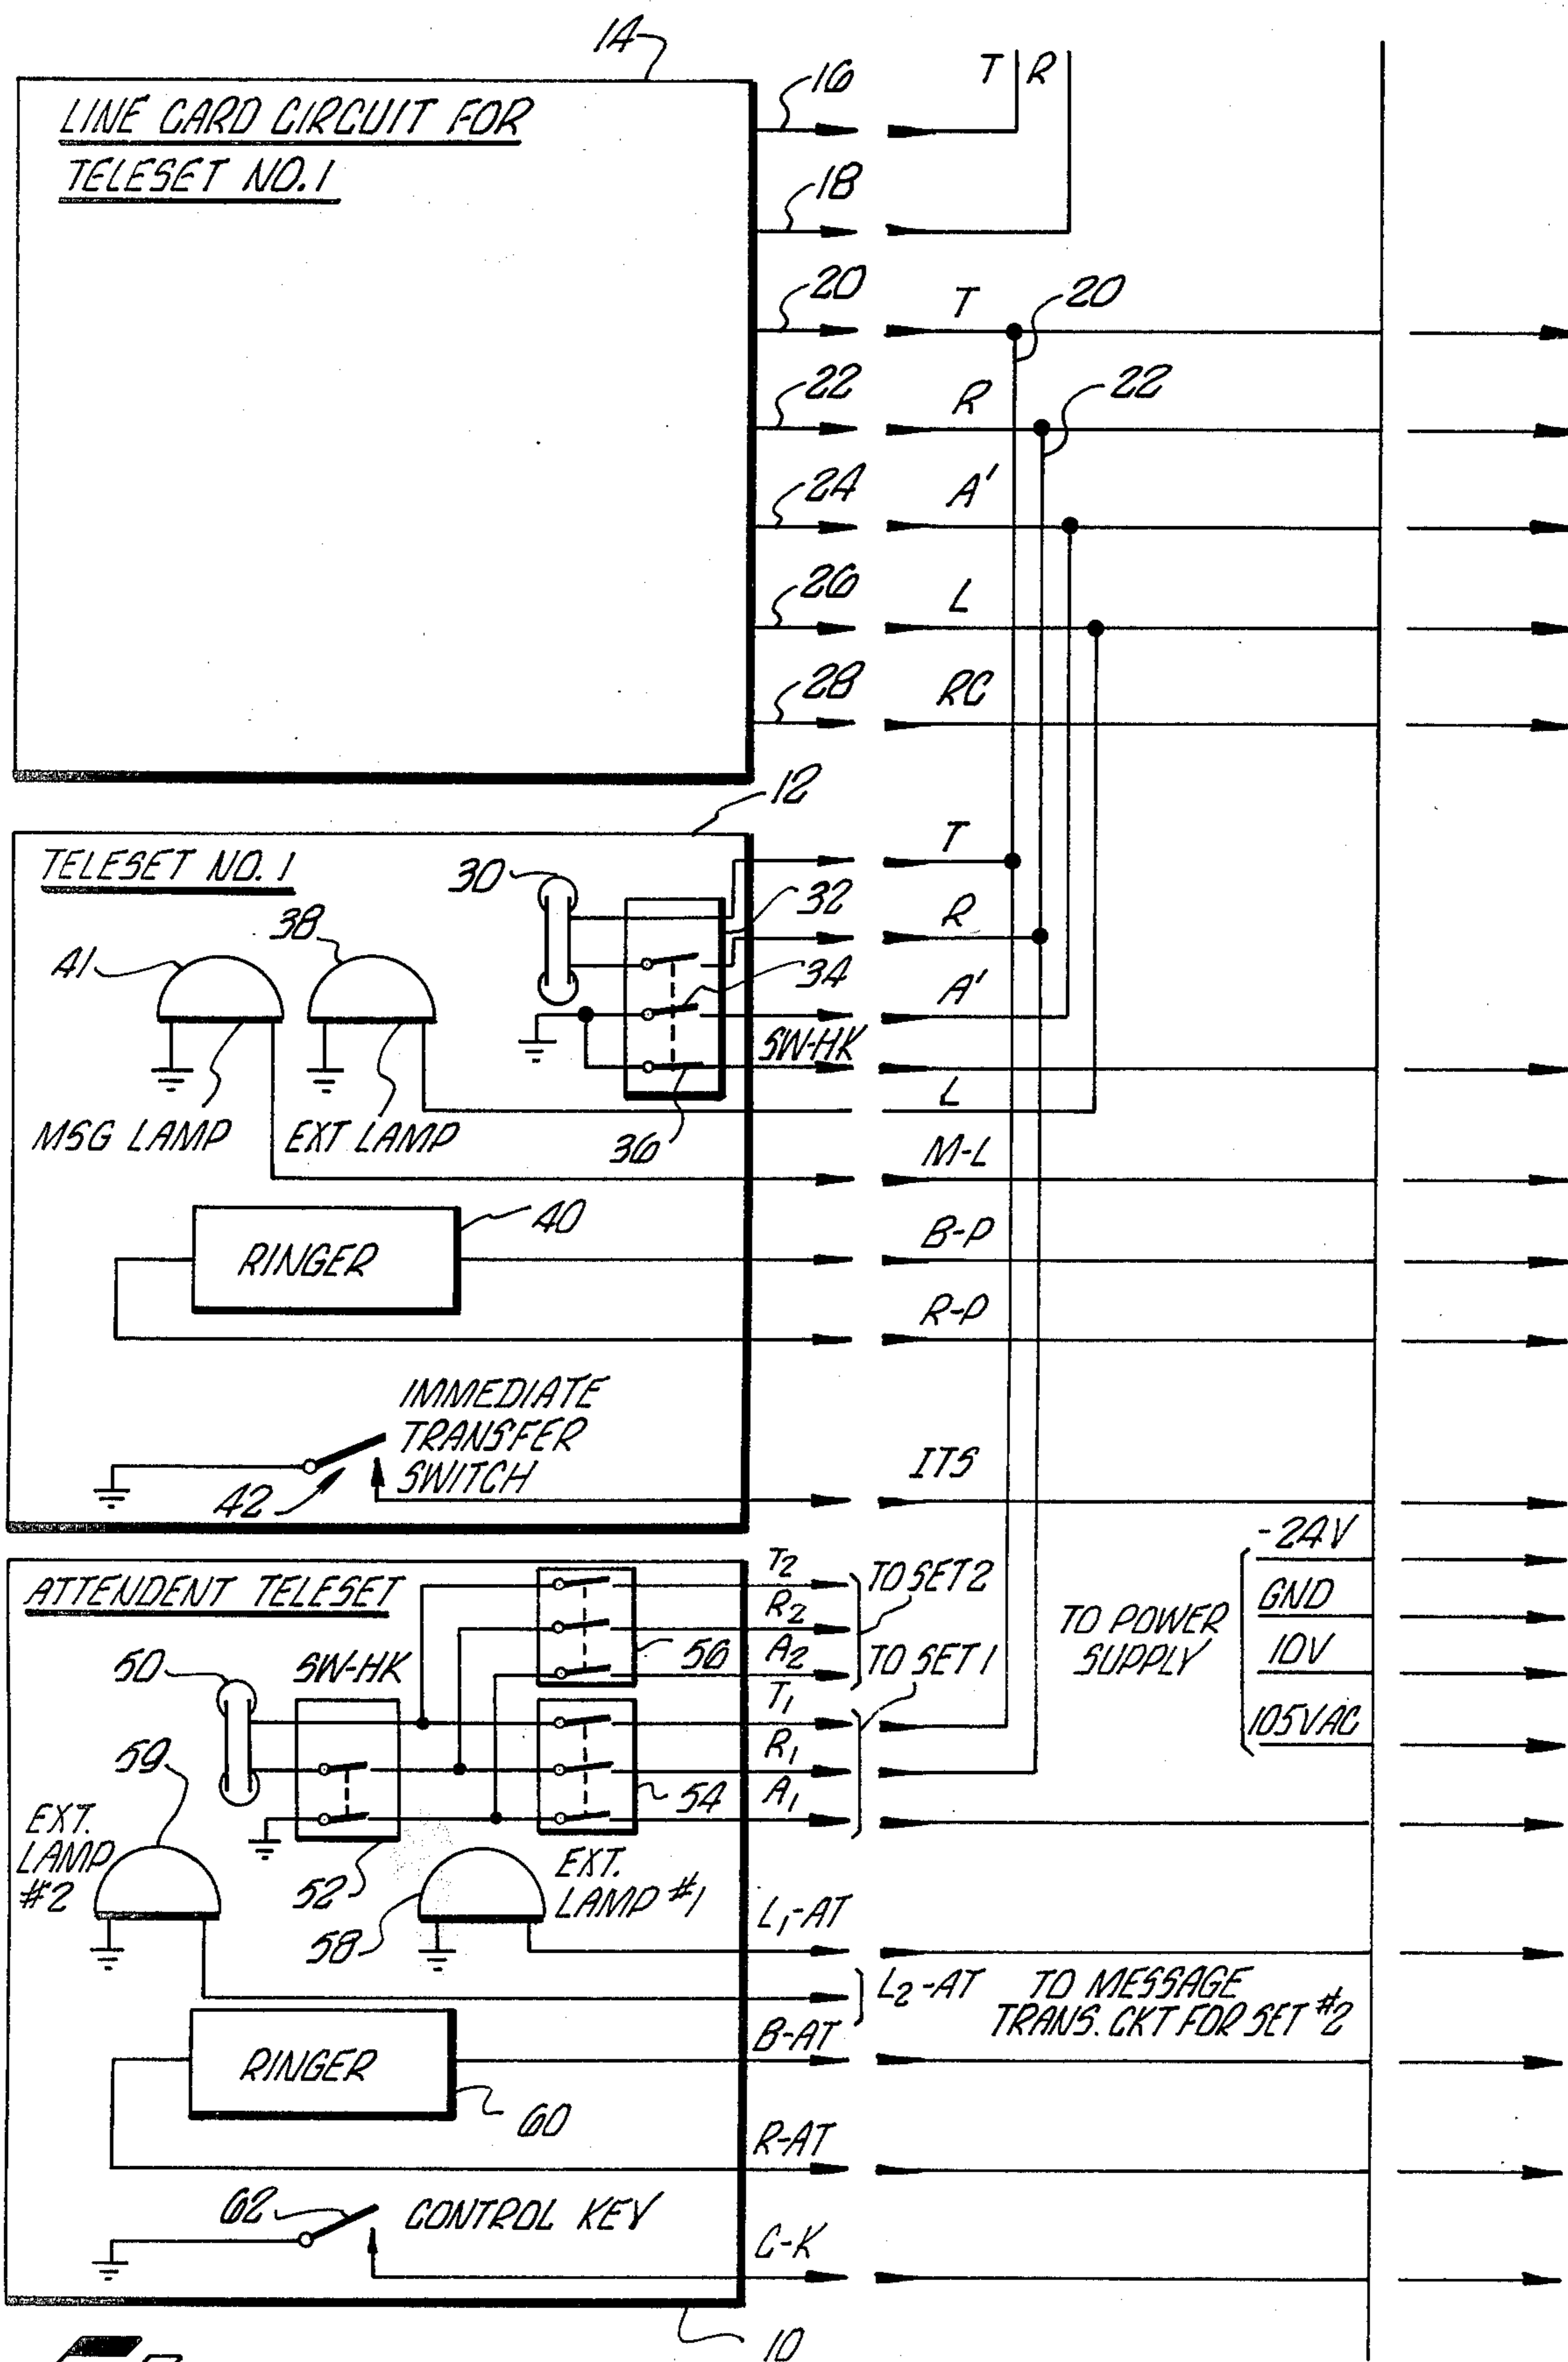 14
LINE CARD CIRCUIT FOR
TELESET NO. 1
16
T R
18
20
T
20
22
R
22
24
A'
26
L
28
RC
12
TELESET NO. 1
30
T
32
38
R
41
34
A'
SW-HK
L
MSG LAMP
EXT LAMP
36
M-L
40
B-P
RINGER
R-P
IMMEDIATE
TRANSFER
SWITCH
42
ITS
-24V
GND
10V
105VAC
TO POWER
SUPPLY
ATTENDENT TELESET
T2
R2
A2
TO SET 2
56
TO SET 1
50
SW-HK
T1
R1
A1
59
54
EXT.
LAMP
#2
52
58
EXT.
LAMP #1
L1-AT
L2-AT
TO MESSAGE
TRANS. CKT FOR SET #2
B-AT
RINGER
60
R-AT
62
CONTROL KEY
C-K
10